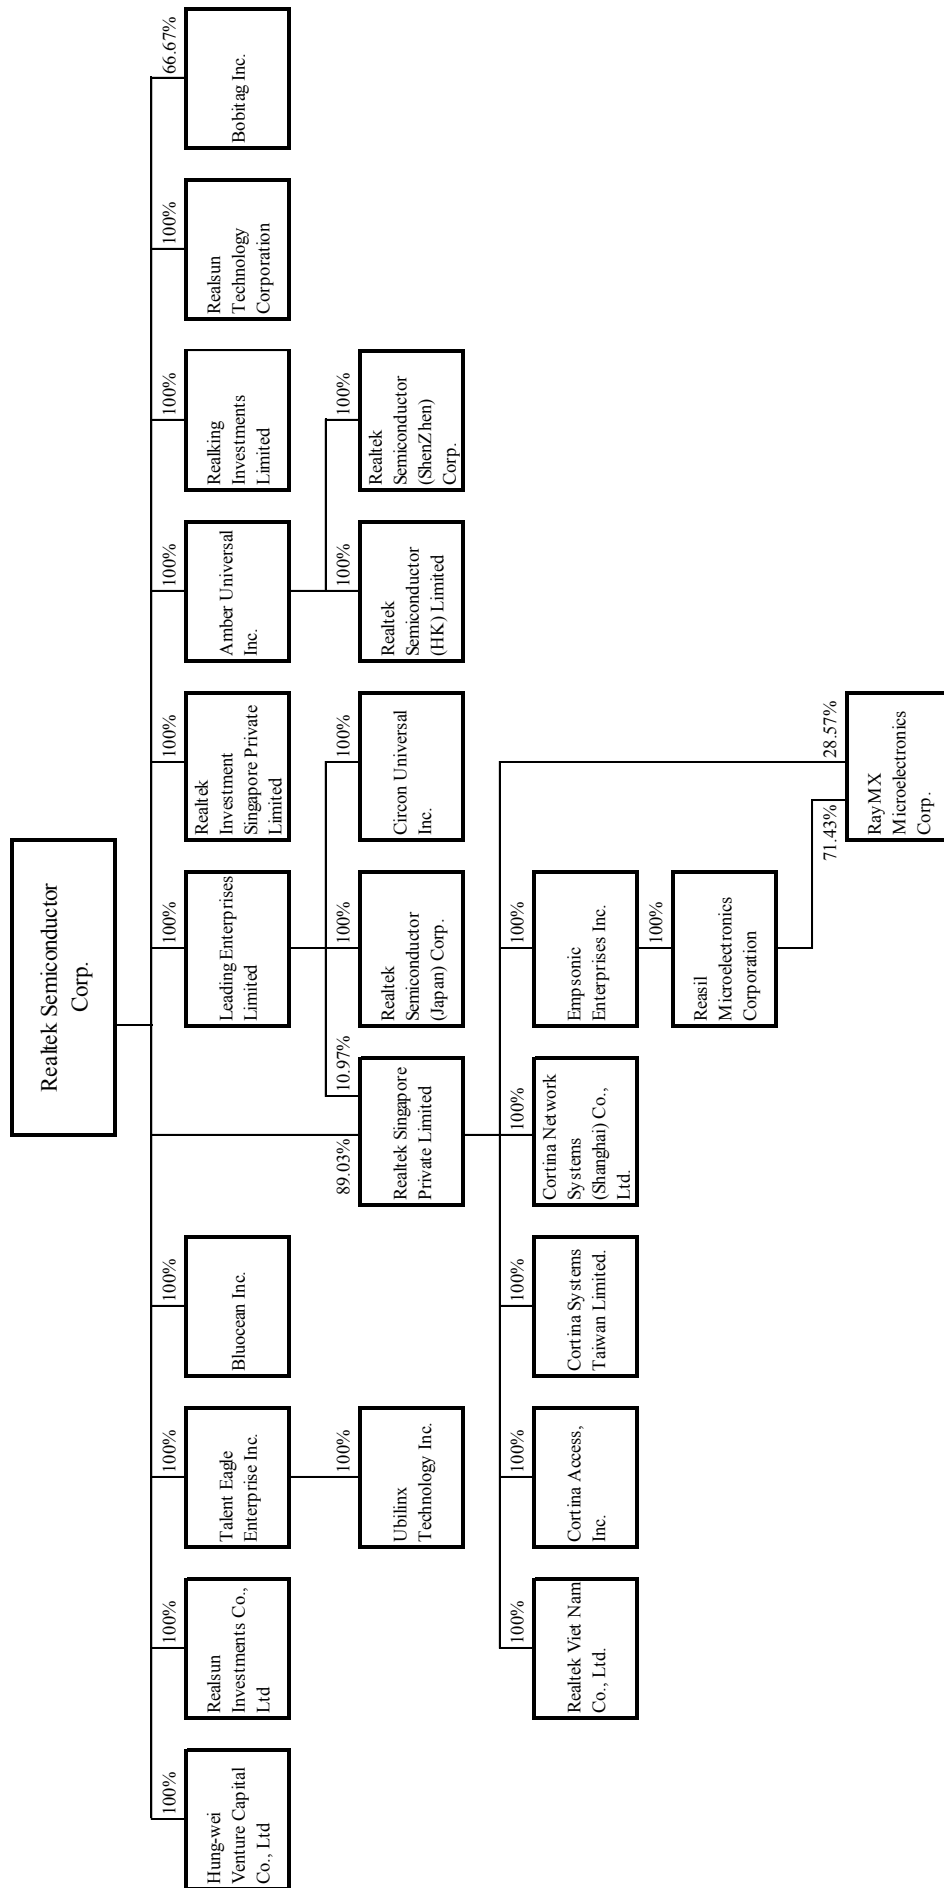 Realtek Semiconductor
Corp.
100%
Hung-wei
Venture Capital
Co., Ltd
100%
Realsun
Investments Co.,
Ltd
100%
Talent Eagle
Enterprise Inc.
100%
Bluocean Inc.
100%
Leading Enterprises
Limited
100%
Realtek
Investment
Singapore Private
Limited
100%
Amber Universal
Inc.
100%
Realking
Investments
Limited
100%
Realsun
Technology
Corporation
66.67%
Bobitag Inc.
100%
Ubilinx
Technology Inc.
89.03%
10.97%
Realtek Singapore
Private Limited
100%
Realtek
Semiconductor
(Japan) Corp.
100%
Circon Universal
Inc.
100%
Realtek
Semiconductor
(HK) Limited
100%
Realtek
Semiconductor
(ShenZhen)
Corp.
100%
Realtek Viet Nam
Co., Ltd.
100%
Cortina Access,
Inc.
100%
Cortina Systems
Taiwan Limited.
100%
Cortina Network
Systems
(Shanghai) Co.,
Ltd.
100%
Empsonic
Enterprises Inc.
100%
Reasil
Microelectronics
Corporation
71.43%
28.57%
RayMX
Microelectronics
Corp.